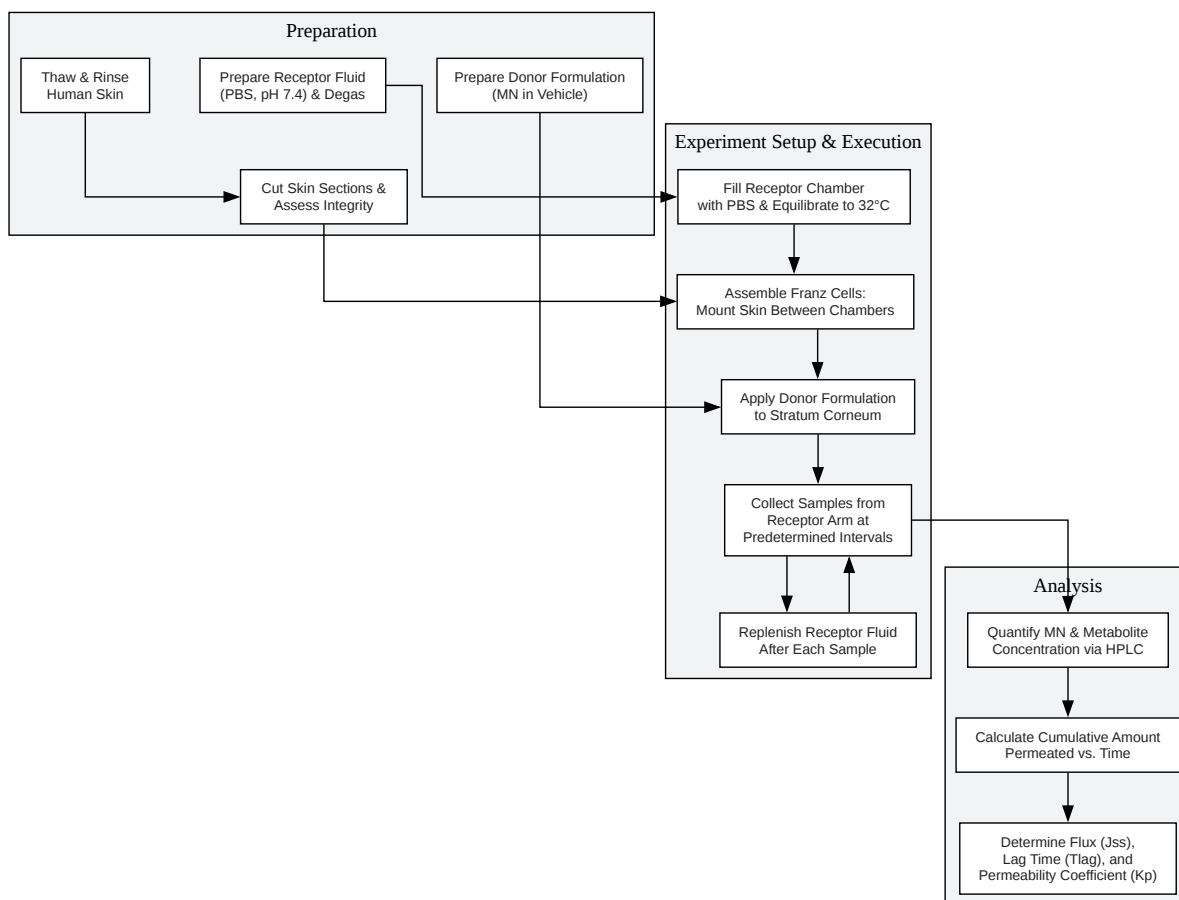 Preparation
Thaw & Rinse
Human Skin
Prepare Receptor Fluid
(PBS, pH 7.4) & Degas
Prepare Donor Formulation
(MN in Vehicle)
Cut Skin Sections &
Assess Integrity
Experiment Setup & Execution
Fill Receptor Chamber
with PBS & Equilibrate to 32°C
Assemble Franz Cells:
Mount Skin Between Chambers
Apply Donor Formulation
to Stratum Corneum
Collect Samples from
Receptor Arm at
Predetermined Intervals
Replenish Receptor Fluid
After Each Sample
Analysis
Quantify MN & Metabolite
Concentration via HPLC
Calculate Cumulative Amount
Permeated vs. Time
Determine Flux (Jss),
Lag Time (Tlag), and
Permeability Coefficient (Kp)